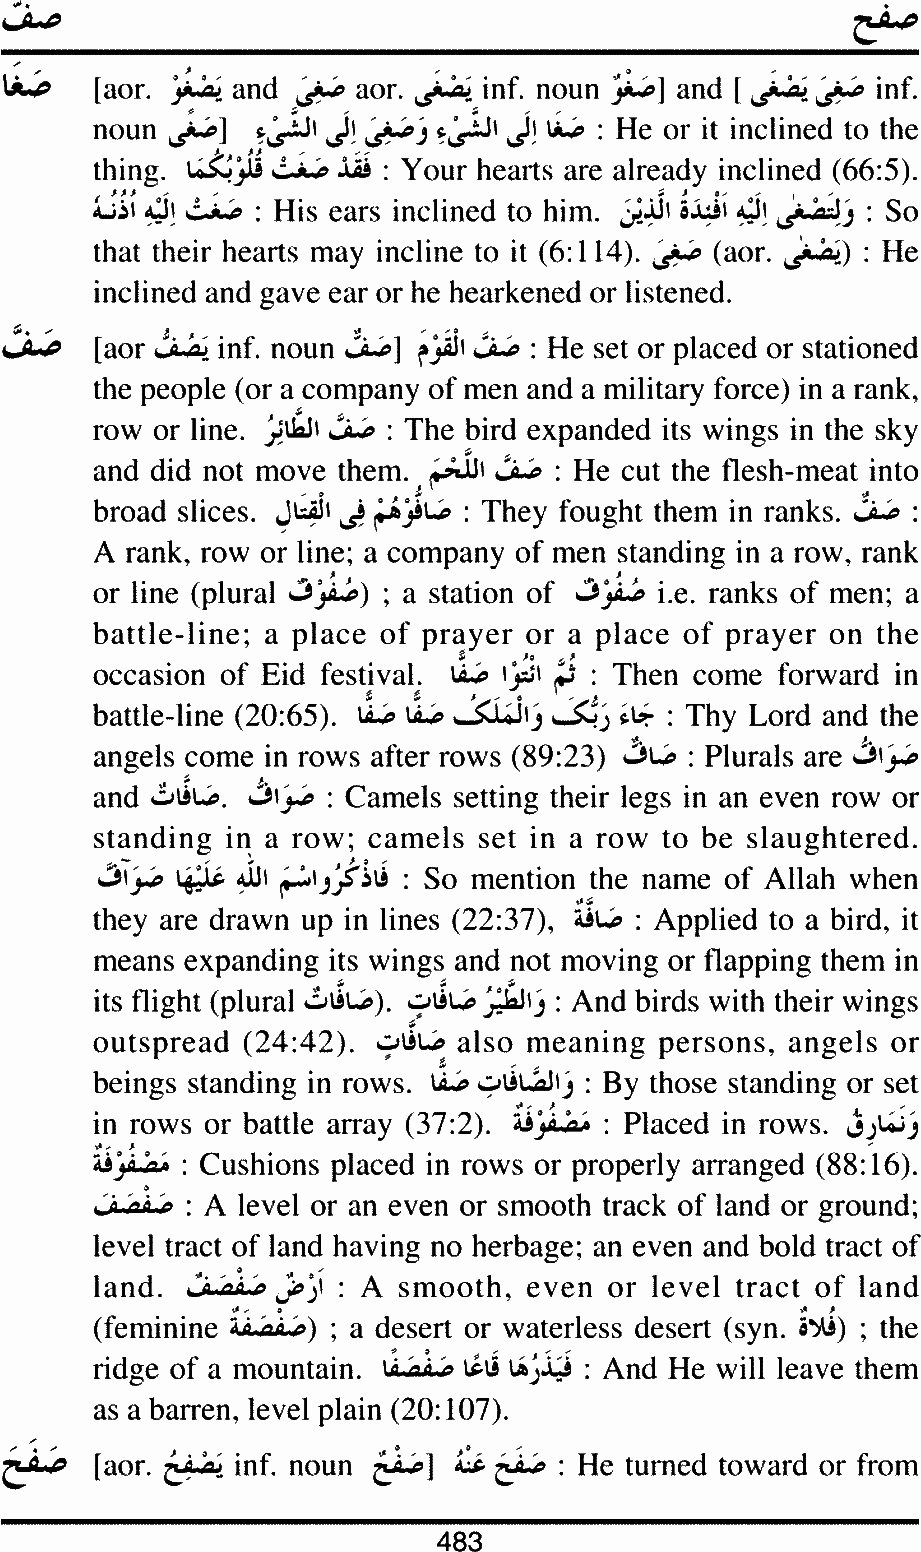 صفّ صفح
صَغَا [aor. يَصْغُوْ and صَغِىَ aor. يَصْغَى inf. noun صَغْوٌ] and [ صَغِىَ يَصْغَى inf.
noun صَغًى] صَغَا اِلَى الشَّيْءِ وَصَغِىَ اِلَى الشَّيْءِ : He or it inclined to the
thing. فَقَدْ صَغَتْ قُلُوْبُكُمَا : Your hearts are already inclined (66:5).
صَغَتْ اِلَيْهِ أُذُنُهُ : His ears inclined to him. وَلِتَصْغٰى اِلَيْهِ اَفْئِدَةُ الَّذِيْنَ : So
that their hearts may incline to it (6:114). صَغِىَ (aor. يَصْغٰى) : He
inclined and gave ear or he hearkened or listened.
صَفَّ [aor يَصُفُّ inf. noun صَفٌّ] صَفَّ الْقَوْمَ : He set or placed or stationed
the people (or a company of men and a military force) in a rank,
row or line. صَفَّ الطَّائِرُ : The bird expanded its wings in the sky
and did not move them. صَفَّ اللَّحْمَ : He cut the flesh-meat into
broad slices. صَافُّوْهُمْ فِى الْقِتَالِ : They fought them in ranks. صَفٌّ :
A rank, row or line; a company of men standing in a row, rank
or line (plural صُفُوْفٌ) ; a station of صُفُوْفٌ i.e. ranks of men; a
battle-line; a place of prayer or a place of prayer on the
occasion of Eid festival. ثُمَّ ائْتُوْا صَفًّا : Then come forward in
battle-line (20:65). جَاءَ رَبُّكَ وَالْمَلَكُ صَفًّا صَفًّا : Thy Lord and the
angels come in rows after rows (89:23) صَافٌّ : Plurals are صَوَافُّ
and صَافَّاتٌ. صَوَافُّ : Camels setting their legs in an even row or
standing in a row; camels set in a row to be slaughtered.
فَاذْكُرُوا اسْمَ اللهِ عَلَيْهَا صَوَآفَّ : So mention the name of Allah when
they are drawn up in lines (22:37), صَافَّةٌ : Applied to a bird, it
means expanding its wings and not moving or flapping them in
its flight (plural صَافَّاتٌ). وَالطَّيْرُ صَافَّاتٍ : And birds with their wings
outspread (24:42). صَافَّاتٍ also meaning persons, angels or
beings standing in rows. وَالصَّافَّاتِ صَفًّا : By those standing or set
in rows or battle array (37:2). مَصْفُوْفَةٌ : Placed in rows. وَنَمَارِقُ
مَصْفُوْفَةٌ : Cushions placed in rows or properly arranged (88:16).
صَفْصَفٌ : A level or an even or smooth track of land or ground;
level tract of land having no herbage; an even and bold tract of
land. أَرْضٌ صَفْصَفٌ : A smooth, even or level tract of land
(feminine صَفْصَفَةٌ) ; a desert or waterless desert (syn. فَلَاةٌ) ; the
ridge of a mountain. فَيَذَرُهَا قَاعًا صَفْصَفًا : And He will leave them
as a barren, level plain (20:107).
صَفَحَ [aor. يَصْفِحُ inf. noun صَفْحٌ] صَفَحَ عَنْهُ : He turned toward or from
483